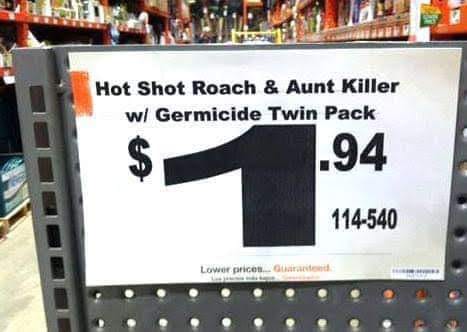 Hot Shot Roach & Aunt Killer
w/ Germicide Twin Pack
$1.94
114-540
Lower prices... Guaranteed.